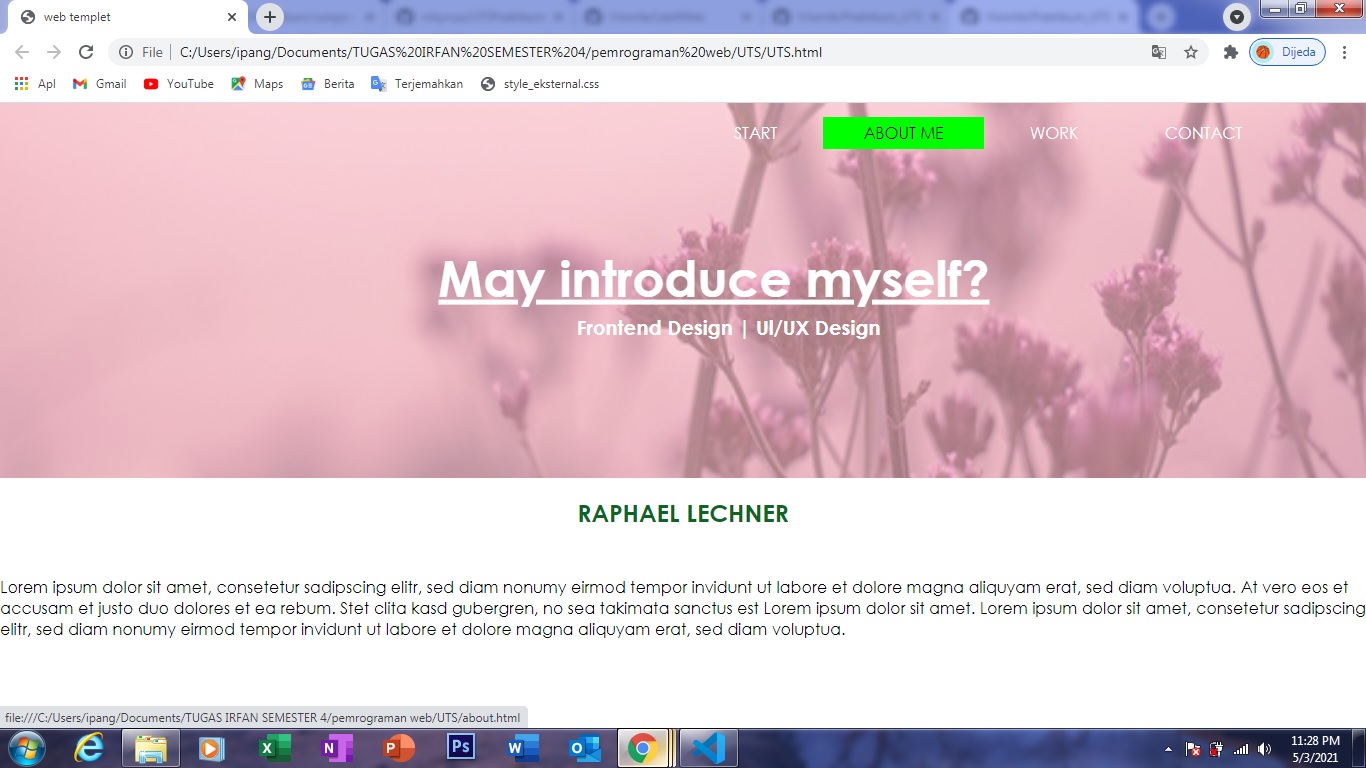 web templet
File C:/Users/ipang/Documents/TUGAS%20IRFAN%20SEMESTER%204/pemrograman%20web/UTS/UTS.html Dijeda
Apl Gmail YouTube Maps Berita Terjemahkan style_eksternal.css
START ABOUT ME WORK CONTACT
May introduce myself?
Frontend Design | UI/UX Design
RAPHAEL LECHNER
Lorem ipsum dolor sit amet, consetetur sadipscing elitr, sed diam nonumy eirmod tempor invidunt ut labore et dolore magna aliquyam erat, sed diam voluptua. At vero eos et
accusam et justo duo dolores et ea rebum. Stet clita kasd gubergren, no sea takimata sanctus est Lorem ipsum dolor sit amet. Lorem ipsum dolor sit amet, consetetur sadipscing
elitr, sed diam nonumy eirmod tempor invidunt ut labore et dolore magna aliquyam erat, sed diam voluptua.
file:///C:/Users/ipang/Documents/TUGAS IRFAN SEMESTER 4/pemrograman web/UTS/about.html
11:28 PM
5/3/2021